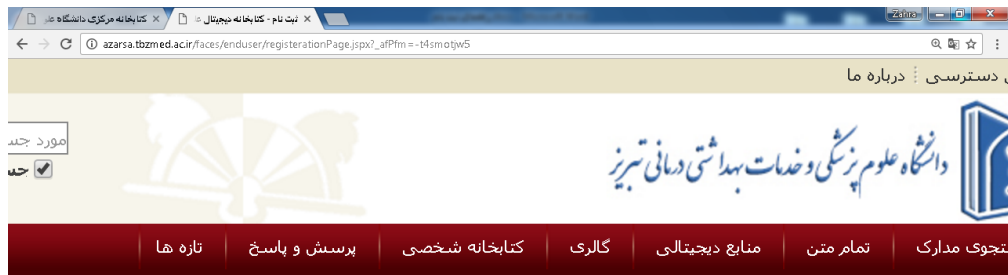 ثبت نام - کتابخانه دیجیتال
کتابخانه مرکزی دانشگاه
Zahra
azarsa.tbzmed.ac.ir/faces/enduser/registerationPage.jspx?_afPfm=-t4smotjw5
دسترسی درباره ما
دانشگاه علوم پزشکی و خدمات بهداشتی درمانی تبریز
مورد جس
جس
تجوی مدارک تمام متن منابع دیجیتالی گالری کتابخانه شخصی پرسش و پاسخ تازه ها